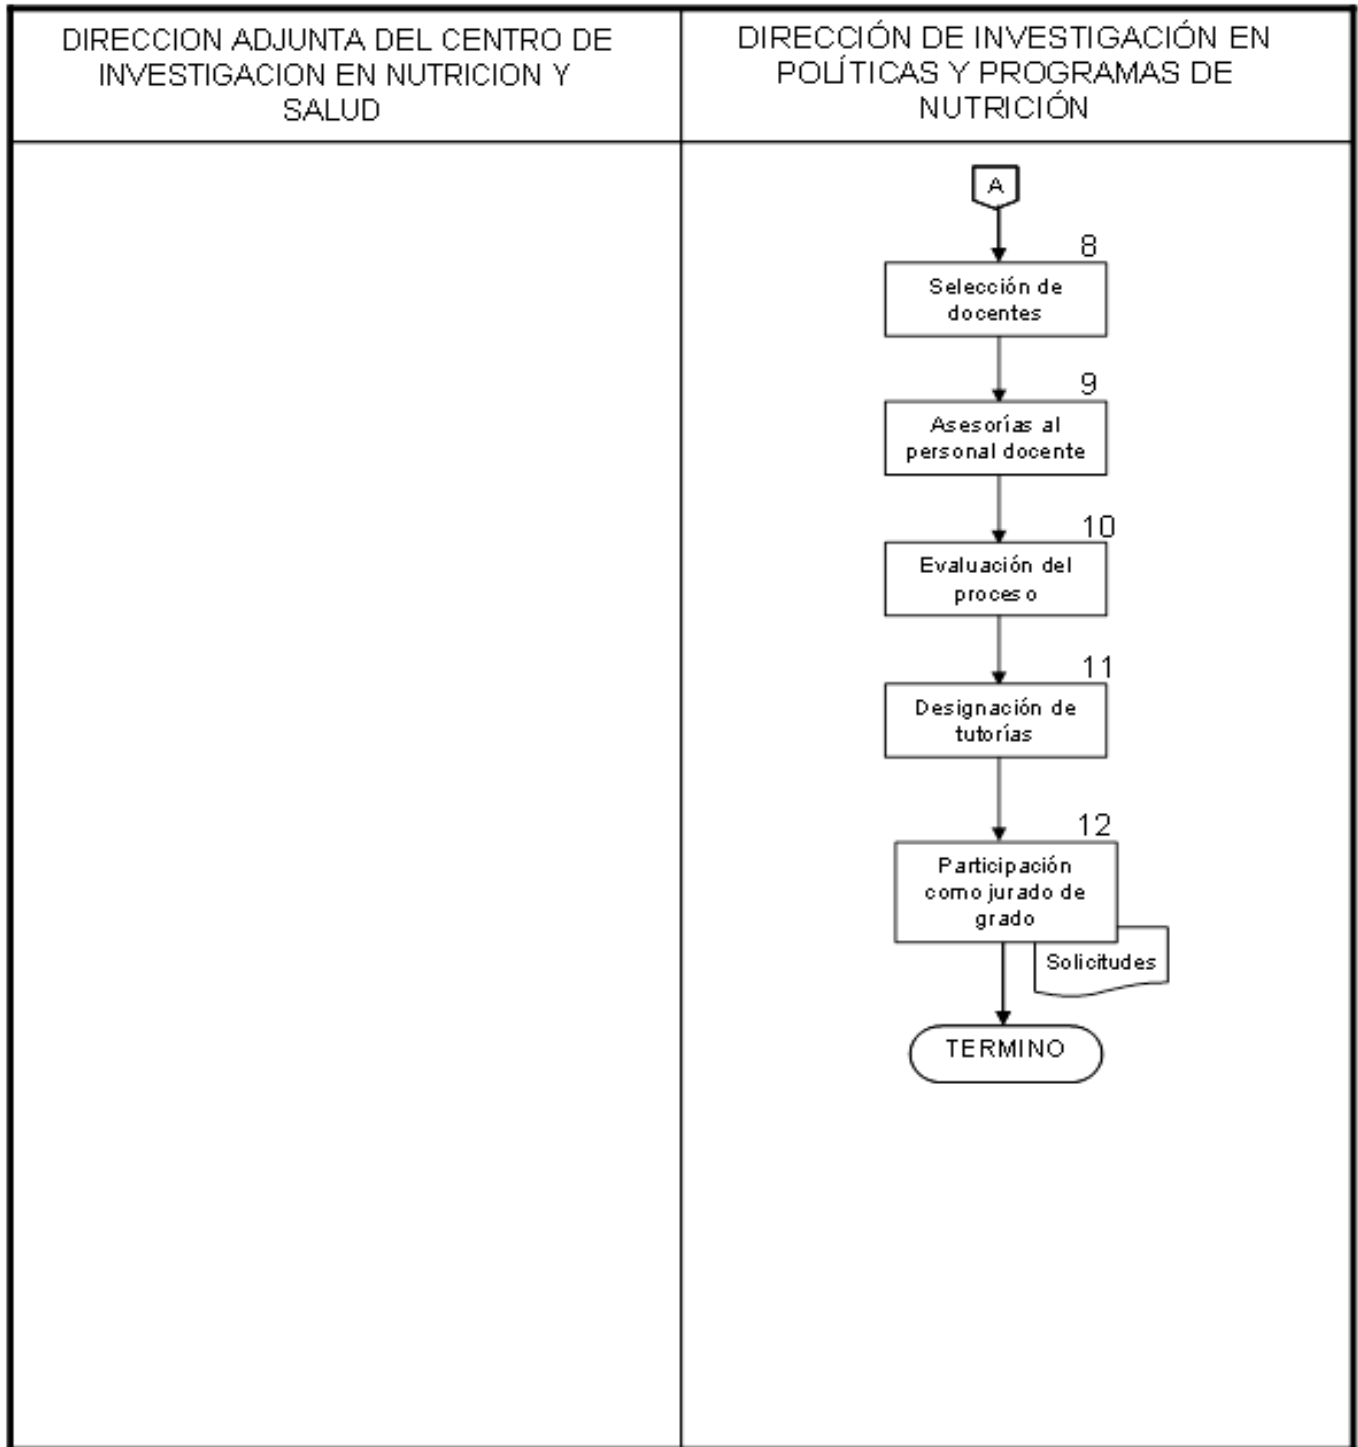 DIRECCION ADJUNTA DEL CENTRO DE
INVESTIGACION EN NUTRICION Y
SALUD
DIRECCIÓN DE INVESTIGACIÓN EN
POLÍTICAS Y PROGRAMAS DE
NUTRICIÓN
A
8
Selección de
docentes
9
Asesorías al
personal docente
10
Evaluación del
proceso
11
Designación de
tutorías
12
Participación
como jurado de
grado
Solicitudes
TERMINO